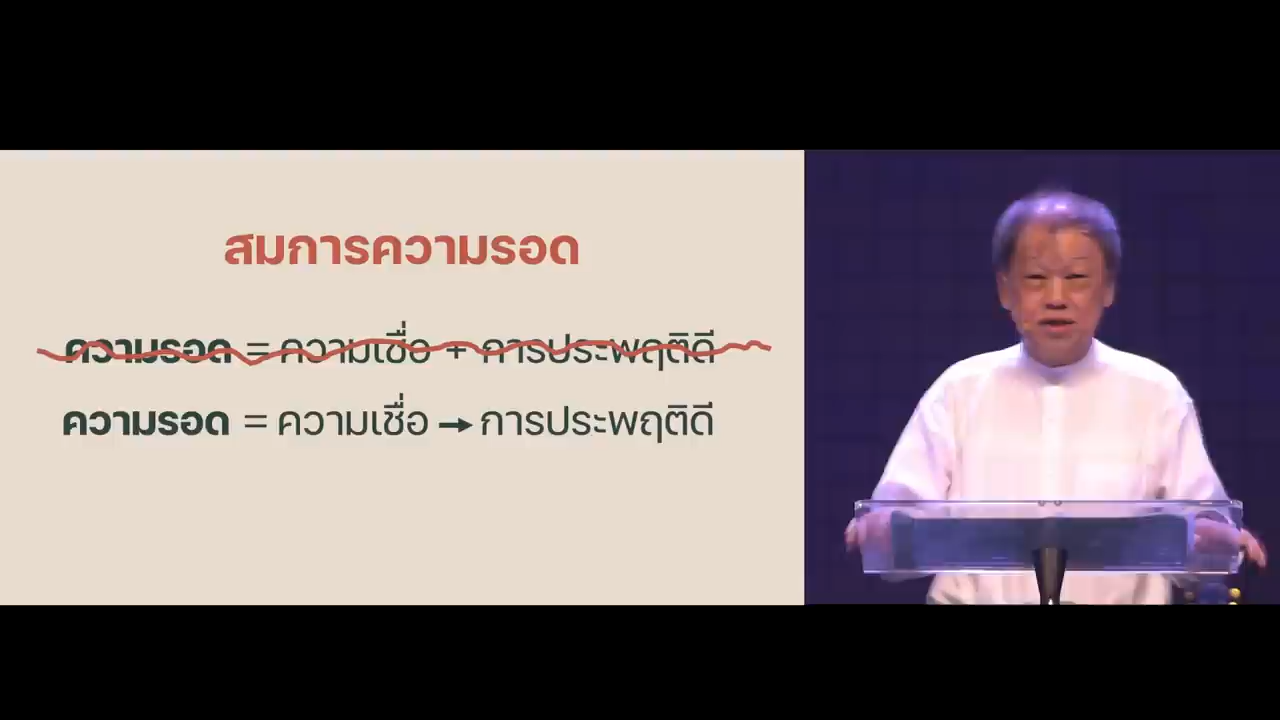 สมการความรอด
ความรอด = ความเชื่อ + การประพฤติดี
ความรอด = ความเชื่อ → การประพฤติดี